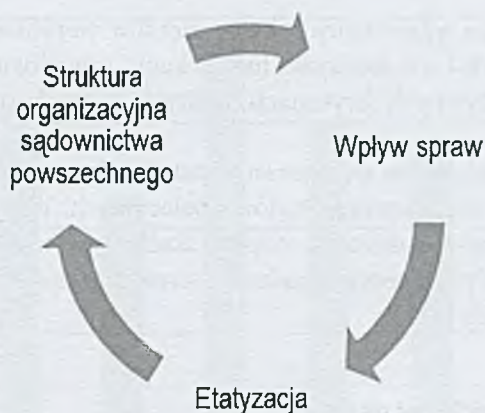 Struktura
organizacyjna
sądownictwa
powszechnego
Wpływ spraw
Etatyzacja